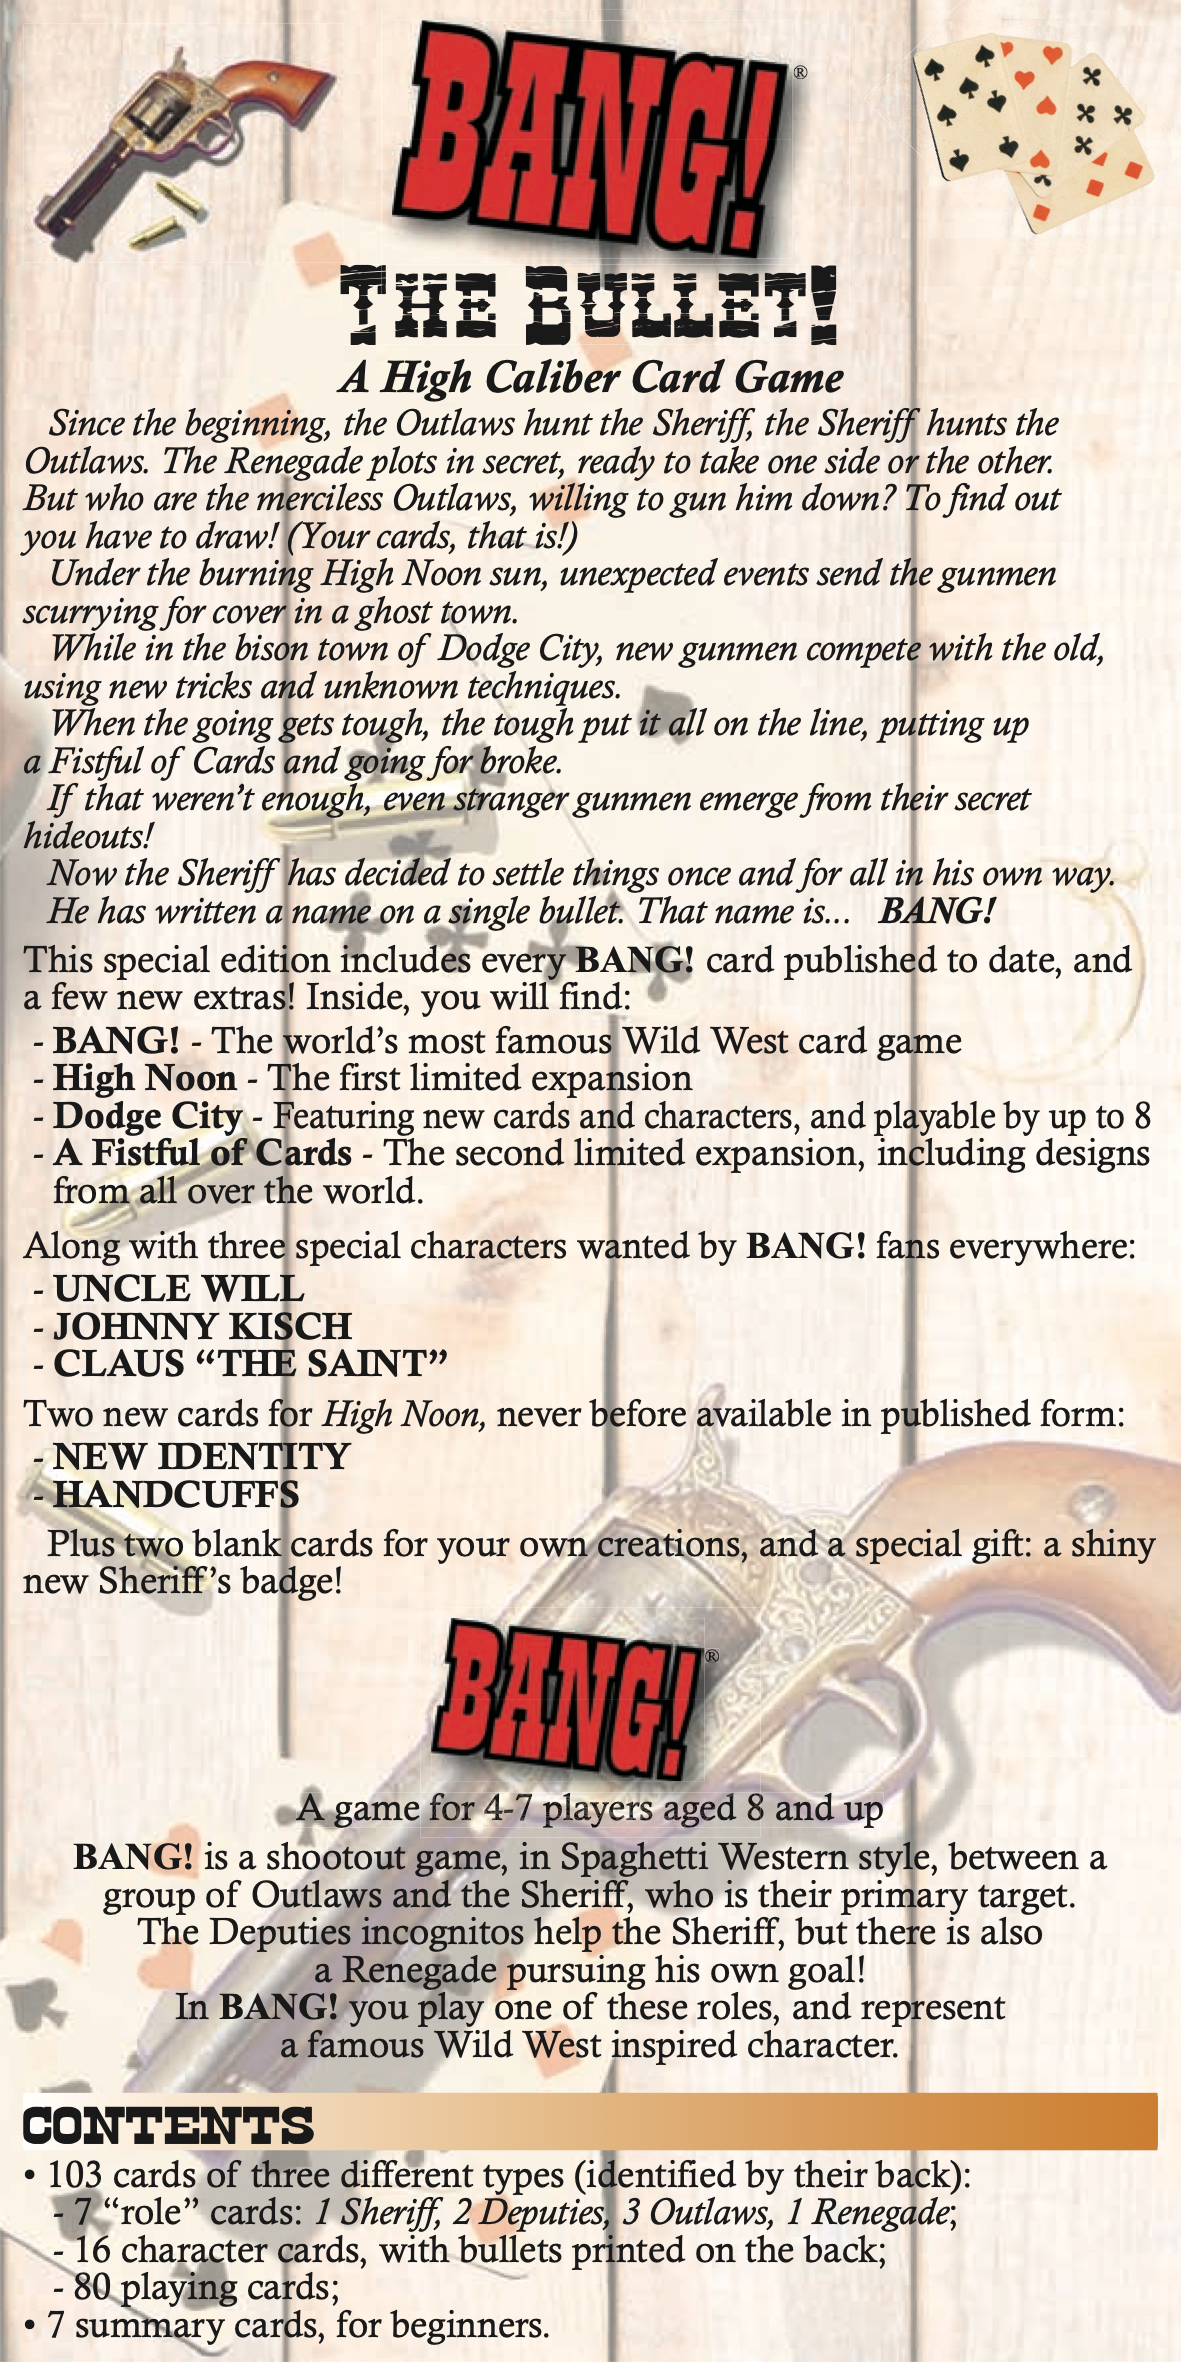 BANG!®
THE BULLET!
A High Caliber Card Game
Since the beginning, the Outlaws hunt the Sheriff, the Sheriff hunts the
Outlaws. The Renegade plots in secret, ready to take one side or the other.
But who are the merciless Outlaws, willing to gun him down? To find out
you have to draw! (Your cards, that is!)
Under the burning High Noon sun, unexpected events send the gunmen
scurrying for cover in a ghost town.
While in the bison town of Dodge City, new gunmen compete with the old,
using new tricks and unknown techniques.
When the going gets tough, the tough put it all on the line, putting up
a Fistful of Cards and going for broke.
If that weren’t enough, even stranger gunmen emerge from their secret
hideouts!
Now the Sheriff has decided to settle things once and for all in his own way.
He has written a name on a single bullet. That name is... BANG!
This special edition includes every BANG! card published to date, and
a few new extras! Inside, you will find:
- BANG! - The world’s most famous Wild West card game
- High Noon - The first limited expansion
- Dodge City - Featuring new cards and characters, and playable by up to 8
- A Fistful of Cards - The second limited expansion, including designs
from all over the world.
Along with three special characters wanted by BANG! fans everywhere:
- UNCLE WILL
- JOHNNY KISCH
- CLAUS “THE SAINT”
Two new cards for High Noon, never before available in published form:
- NEW IDENTITY
- HANDCUFFS
Plus two blank cards for your own creations, and a special gift: a shiny
new Sheriff’s badge!
BANG!®
A game for 4-7 players aged 8 and up
BANG! is a shootout game, in Spaghetti Western style, between a
group of Outlaws and the Sheriff, who is their primary target.
The Deputies incognitos help the Sheriff, but there is also
a Renegade pursuing his own goal!
In BANG! you play one of these roles, and represent
a famous Wild West inspired character.
CONTENTS
• 103 cards of three different types (identified by their back):
- 7 “role” cards: 1 Sheriff, 2 Deputies, 3 Outlaws, 1 Renegade;
- 16 character cards, with bullets printed on the back;
- 80 playing cards;
• 7 summary cards, for beginners.